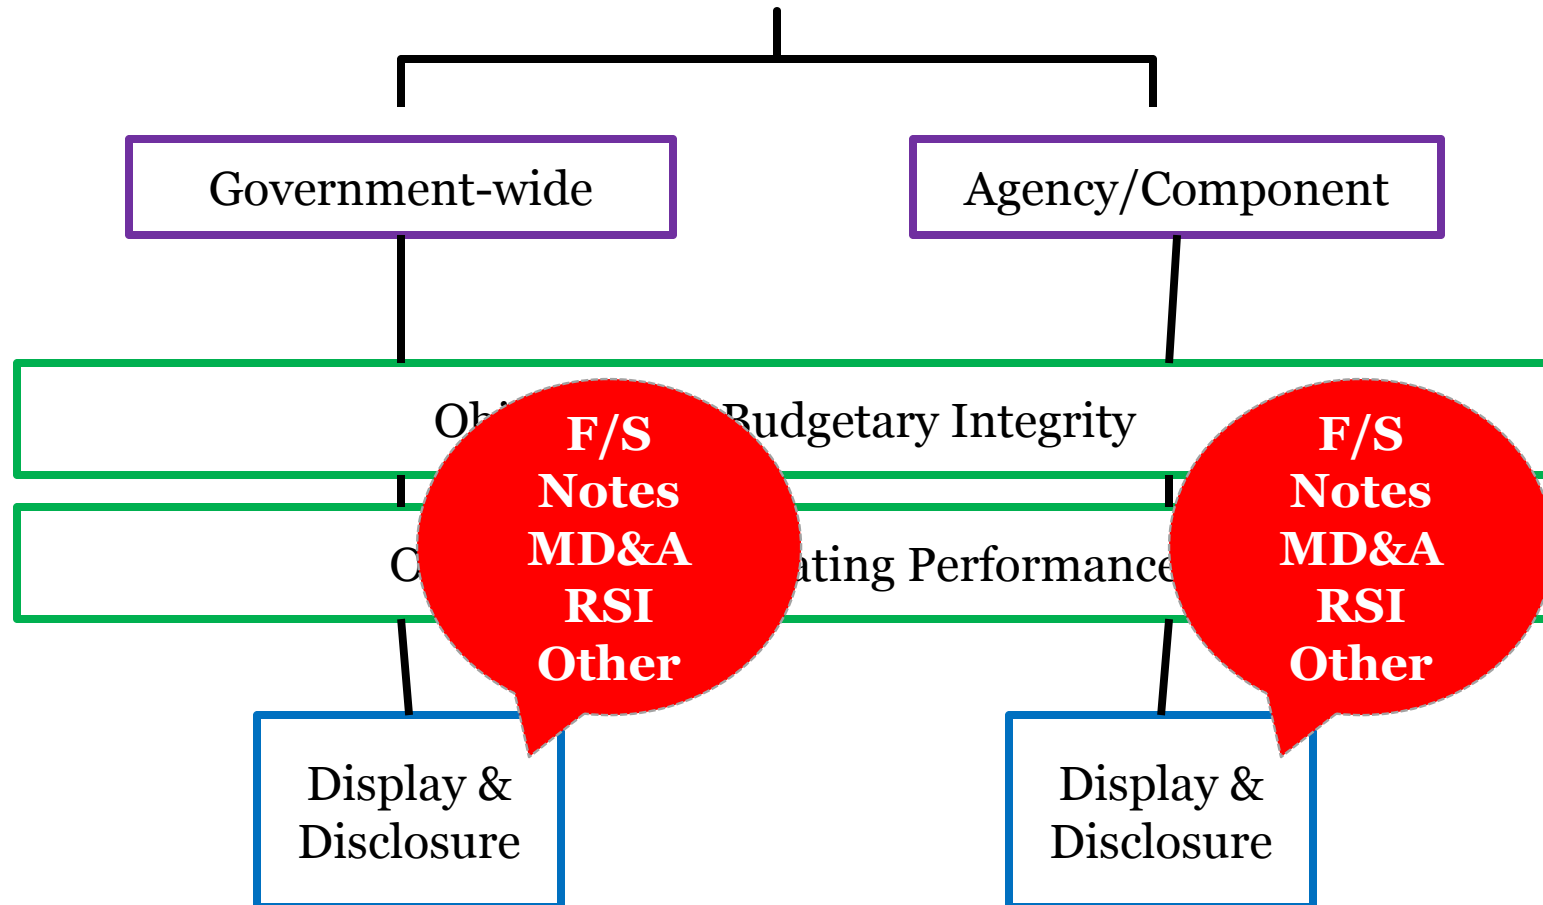 Government-wide
Agency/Component
Budgetary Integrity
Performance
F/S
Notes
MD&A
RSI
Other
F/S
Notes
MD&A
RSI
Other
Display &
Disclosure
Display &
Disclosure